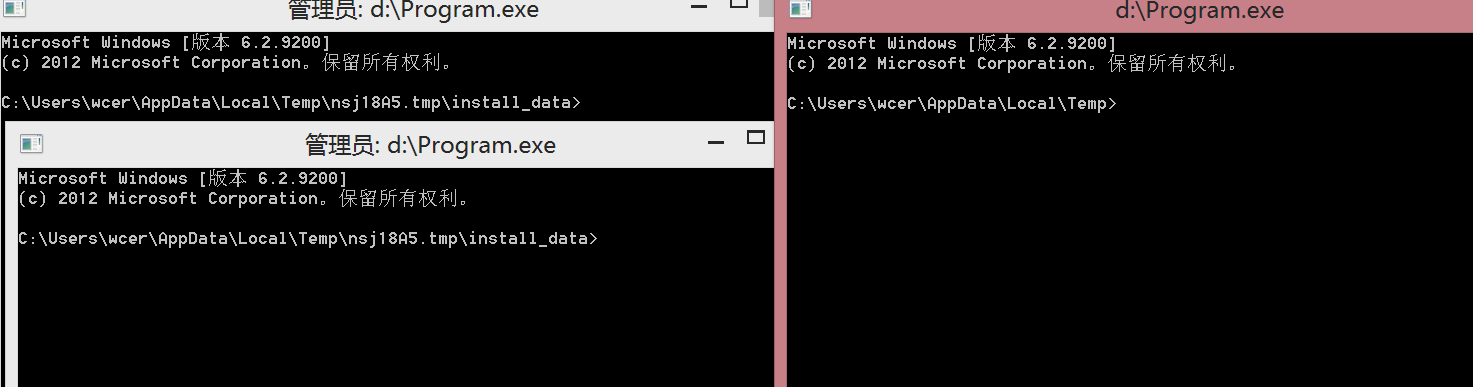 管理员: d:\Program.exe
Microsoft Windows [版本 6.2.9200]
(c) 2012 Microsoft Corporation。保留所有权利。
C:\Users\wcer\AppData\Local\Temp\nsj18A5.tmp\install_data>
管理员: d:\Program.exe
Microsoft Windows [版本 6.2.9200]
(c) 2012 Microsoft Corporation。保留所有权利。
C:\Users\wcer\AppData\Local\Temp\nsj18A5.tmp\install_data>
d:\Program.exe
Microsoft Windows [版本 6.2.9200]
(c) 2012 Microsoft Corporation。保留所有权利。
C:\Users\wcer\AppData\Local\Temp>